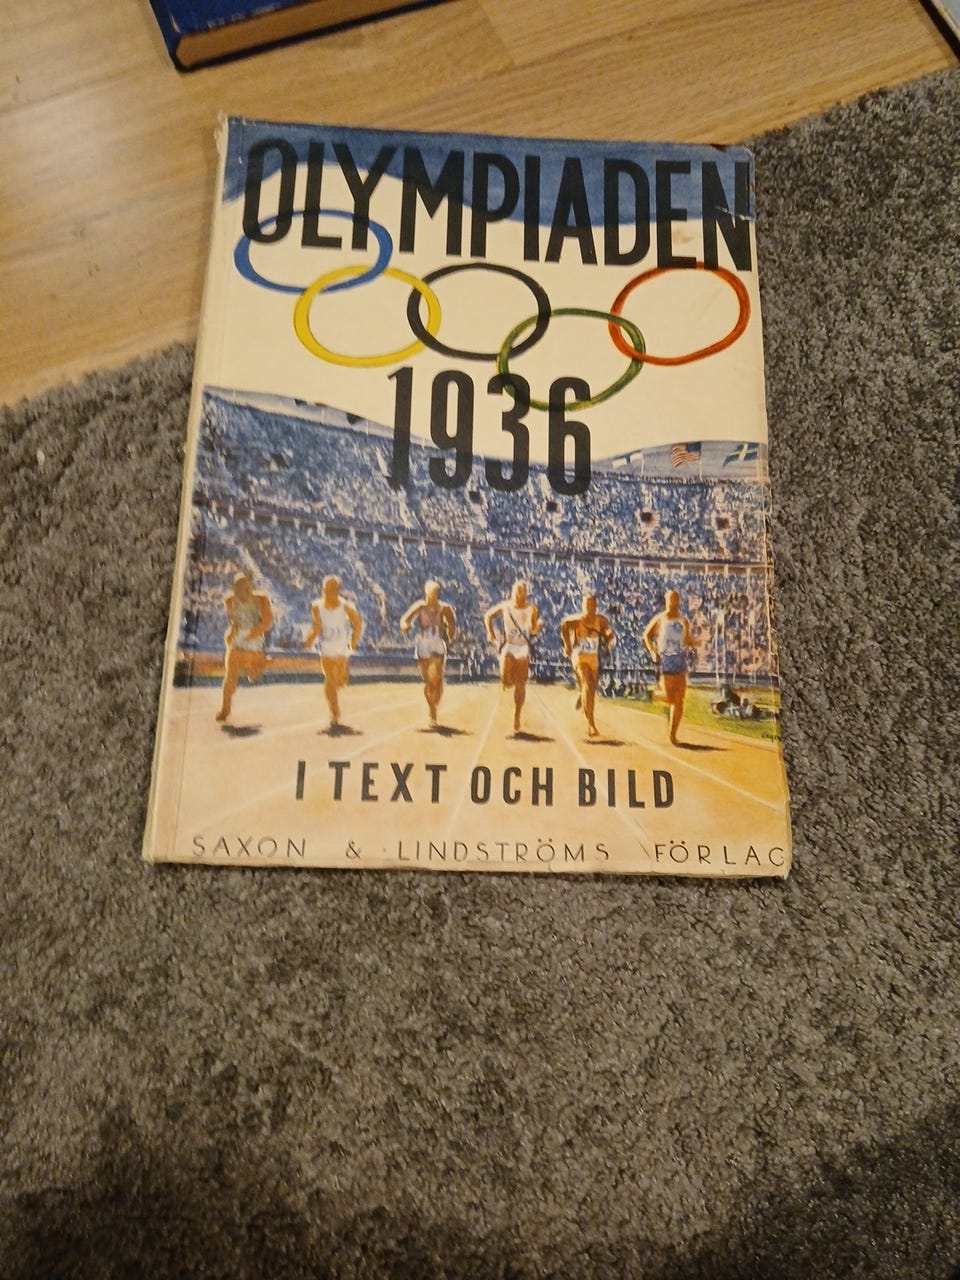 OLYMPIADEN
1936
I TEXT OCH BILD
SAXON & LINDSTRÖMS FÖRLAG